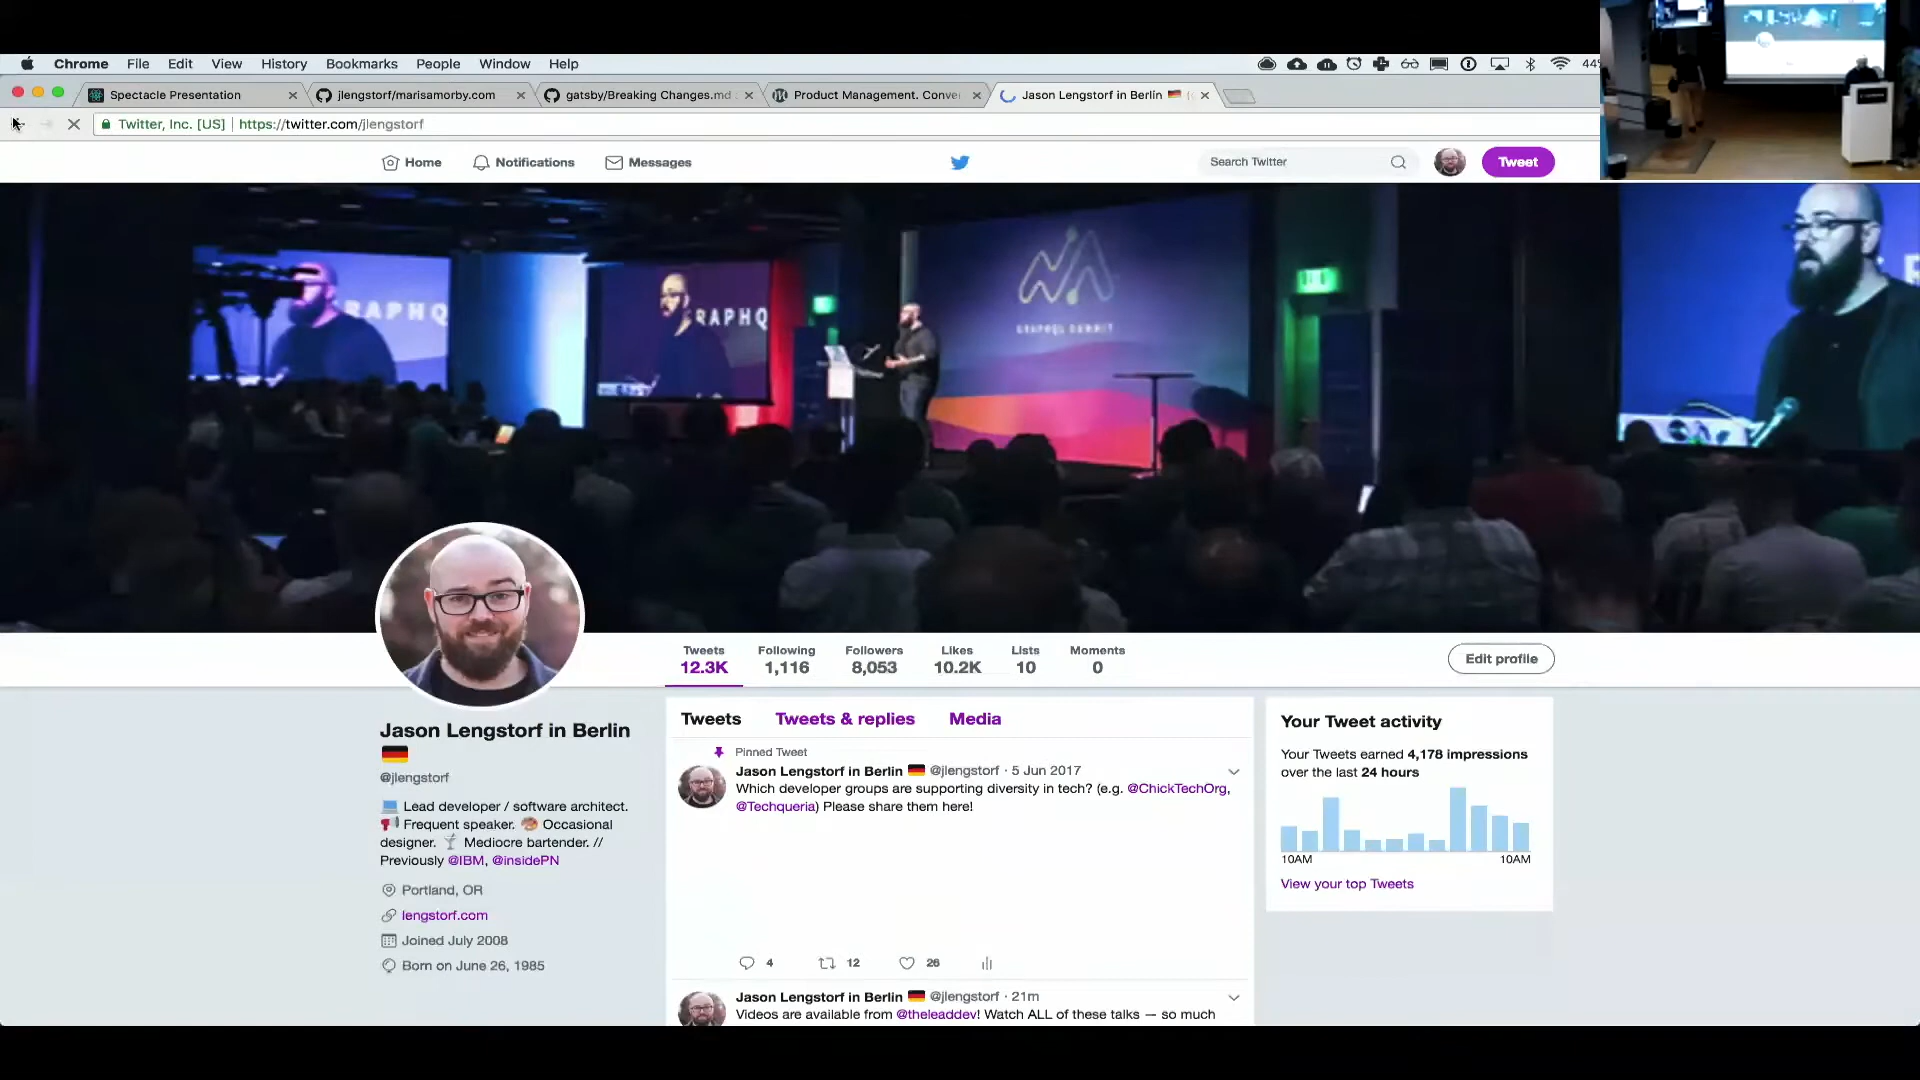 Chrome File Edit View History Bookmarks People Window Help 44
Spectacle Presentation
jlengstorf/marisamorby.com
gatsby/Breaking Changes.md
Product Management. Conve
Jason Lengstorf in Berlin
Twitter, Inc. [US] https://twitter.com/jlengstorf
Home Notifications Messages Search Twitter Tweet
RAPHQ
RAPHQ
GRAPHQL SUMMIT
Tweets Following Followers Likes Lists Moments
12.3K 1,116 8,053 10.2K 10 0
Edit profile
Jason Lengstorf in Berlin
@jlengstorf
Lead developer / software architect.
Frequent speaker. Occasional
designer. Mediocre bartender. //
Previously @IBM, @insidePN
Portland, OR
lengstorf.com
Joined July 2008
Born on June 26, 1985
Tweets Tweets & replies Media
Pinned Tweet
Jason Lengstorf in Berlin @jlengstorf · 5 Jun 2017
Which developer groups are supporting diversity in tech? (e.g. @ChickTechOrg,
@Techqueria) Please share them here!
4 12 26
Jason Lengstorf in Berlin @jlengstorf · 21m
Videos are available from @theleaddev! Watch ALL of these talks — so much
Your Tweet activity
Your Tweets earned 4,178 impressions
over the last 24 hours
10AM 10AM
View your top Tweets